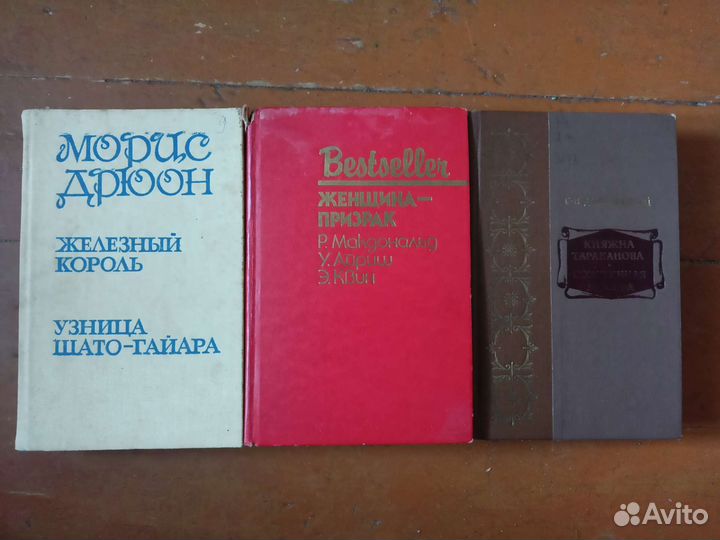 МОРИС
ДРЮОН
ЖЕЛЕЗНЫЙ
КОРОЛЬ
УЗНИЦА
ШАТО-ГАЙАРА
Bestseller
ЖЕНЩИНА—
ПРИЗРАК
Р. Макдональд
У. Айриш
Э. Квин
КНЯЖНА
ТАРАКАНОВА
Avito